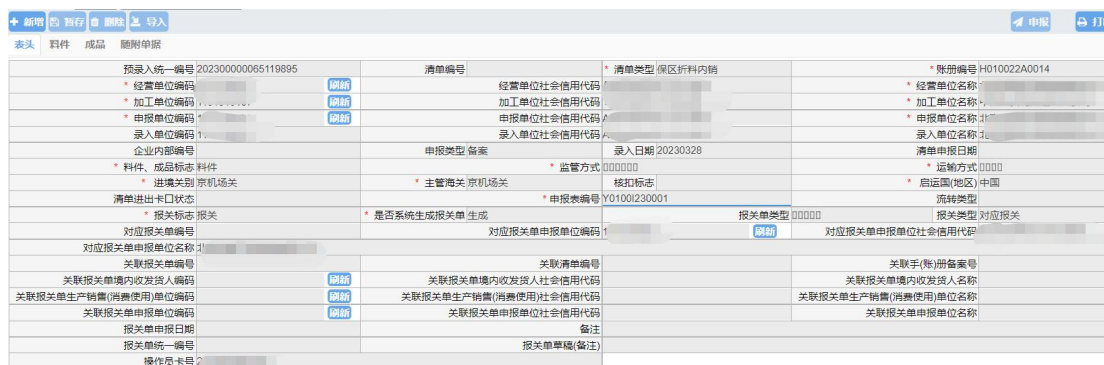 新增 暂存 删除 导入 申报
表头 料件 成品 随附单据
预录入统一编号 202300000065119895 清单编号 * 清单类型 保区折料内销 * 账册编号 H010022A0014
* 经营单位编码 刷新 经营单位社会信用代码 * 经营单位名称
* 加工单位编码 刷新 加工单位社会信用代码 * 加工单位名称
* 申报单位编码 刷新 申报单位社会信用代码 * 申报单位名称
录入单位编码 录入单位社会信用代码 录入单位名称
企业内部编号 申报类型 备案 录入日期 20230328 清单申报日期
* 料件、成品标志 料件 * 监管方式 * 运输方式
* 进境关别 京机场关 * 主管海关 京机场关 核扣标志 * 启运国(地区) 中国
清单进出卡口状态 * 申报表编号 Y0100I230001 流转类型
* 报关标志 报关 * 是否系统生成报关单 生成 报关单类型 报关类型 对应报关
对应报关单编号 对应报关单申报单位编码 刷新 对应报关单申报单位社会信用代码
对应报关单申报单位名称
关联报关单编号 关联清单编号 关联手(账)册备案号
关联报关单境内收发货人编码 刷新 关联报关单境内收发货人社会信用代码 关联报关单境内收发货人名称
关联报关单生产销售(消费使用)单位编码 刷新 关联报关单生产销售(消费使用)社会信用代码 关联报关单生产销售(消费使用)单位名称
关联报关单申报单位编码 刷新 关联报关单申报单位社会信用代码 关联报关单申报单位名称
报关单申报日期 备注
报关单统一编号 报关单草稿(备注)
操作员卡号